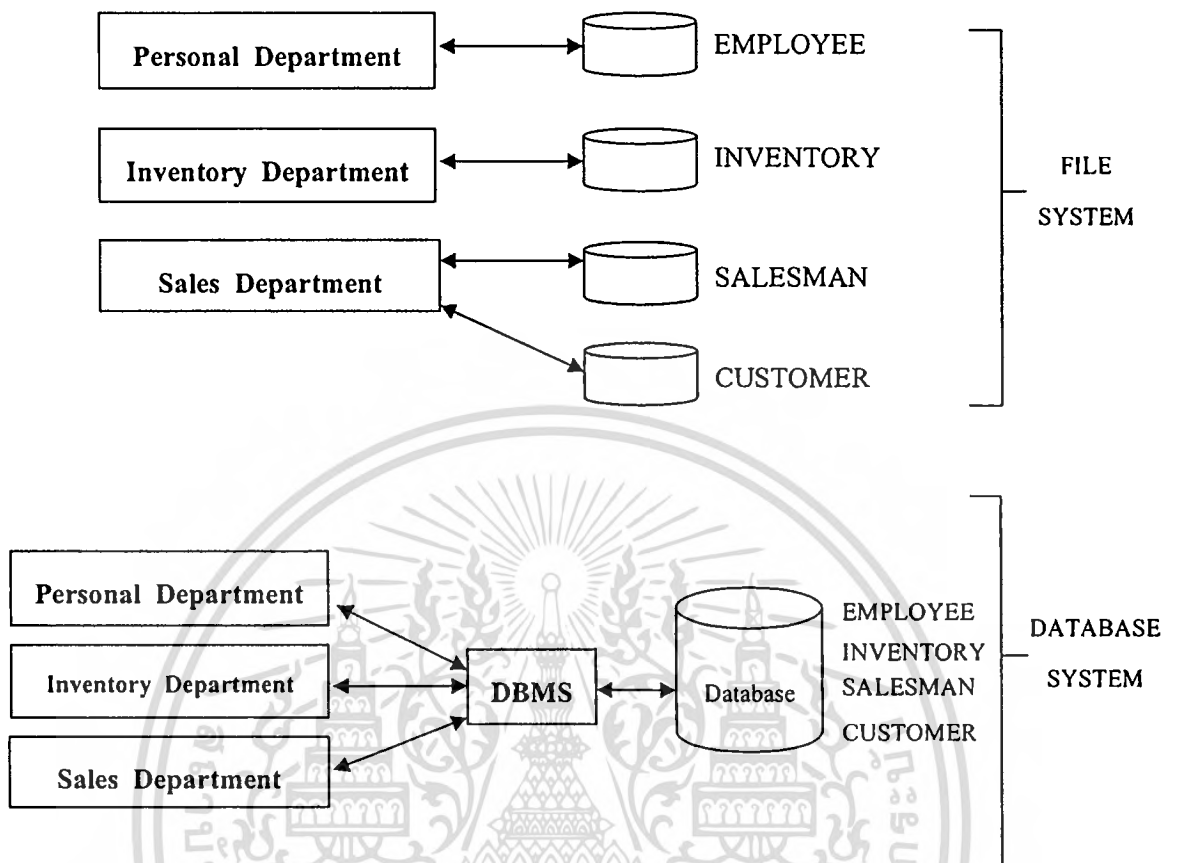 Personal Department
EMPLOYEE
Inventory Department
INVENTORY
FILE
SYSTEM
Sales Department
SALESMAN
CUSTOMER
Personal Department
Inventory Department
Sales Department
DBMS
Database
EMPLOYEE
INVENTORY
SALESMAN
CUSTOMER
DATABASE
SYSTEM